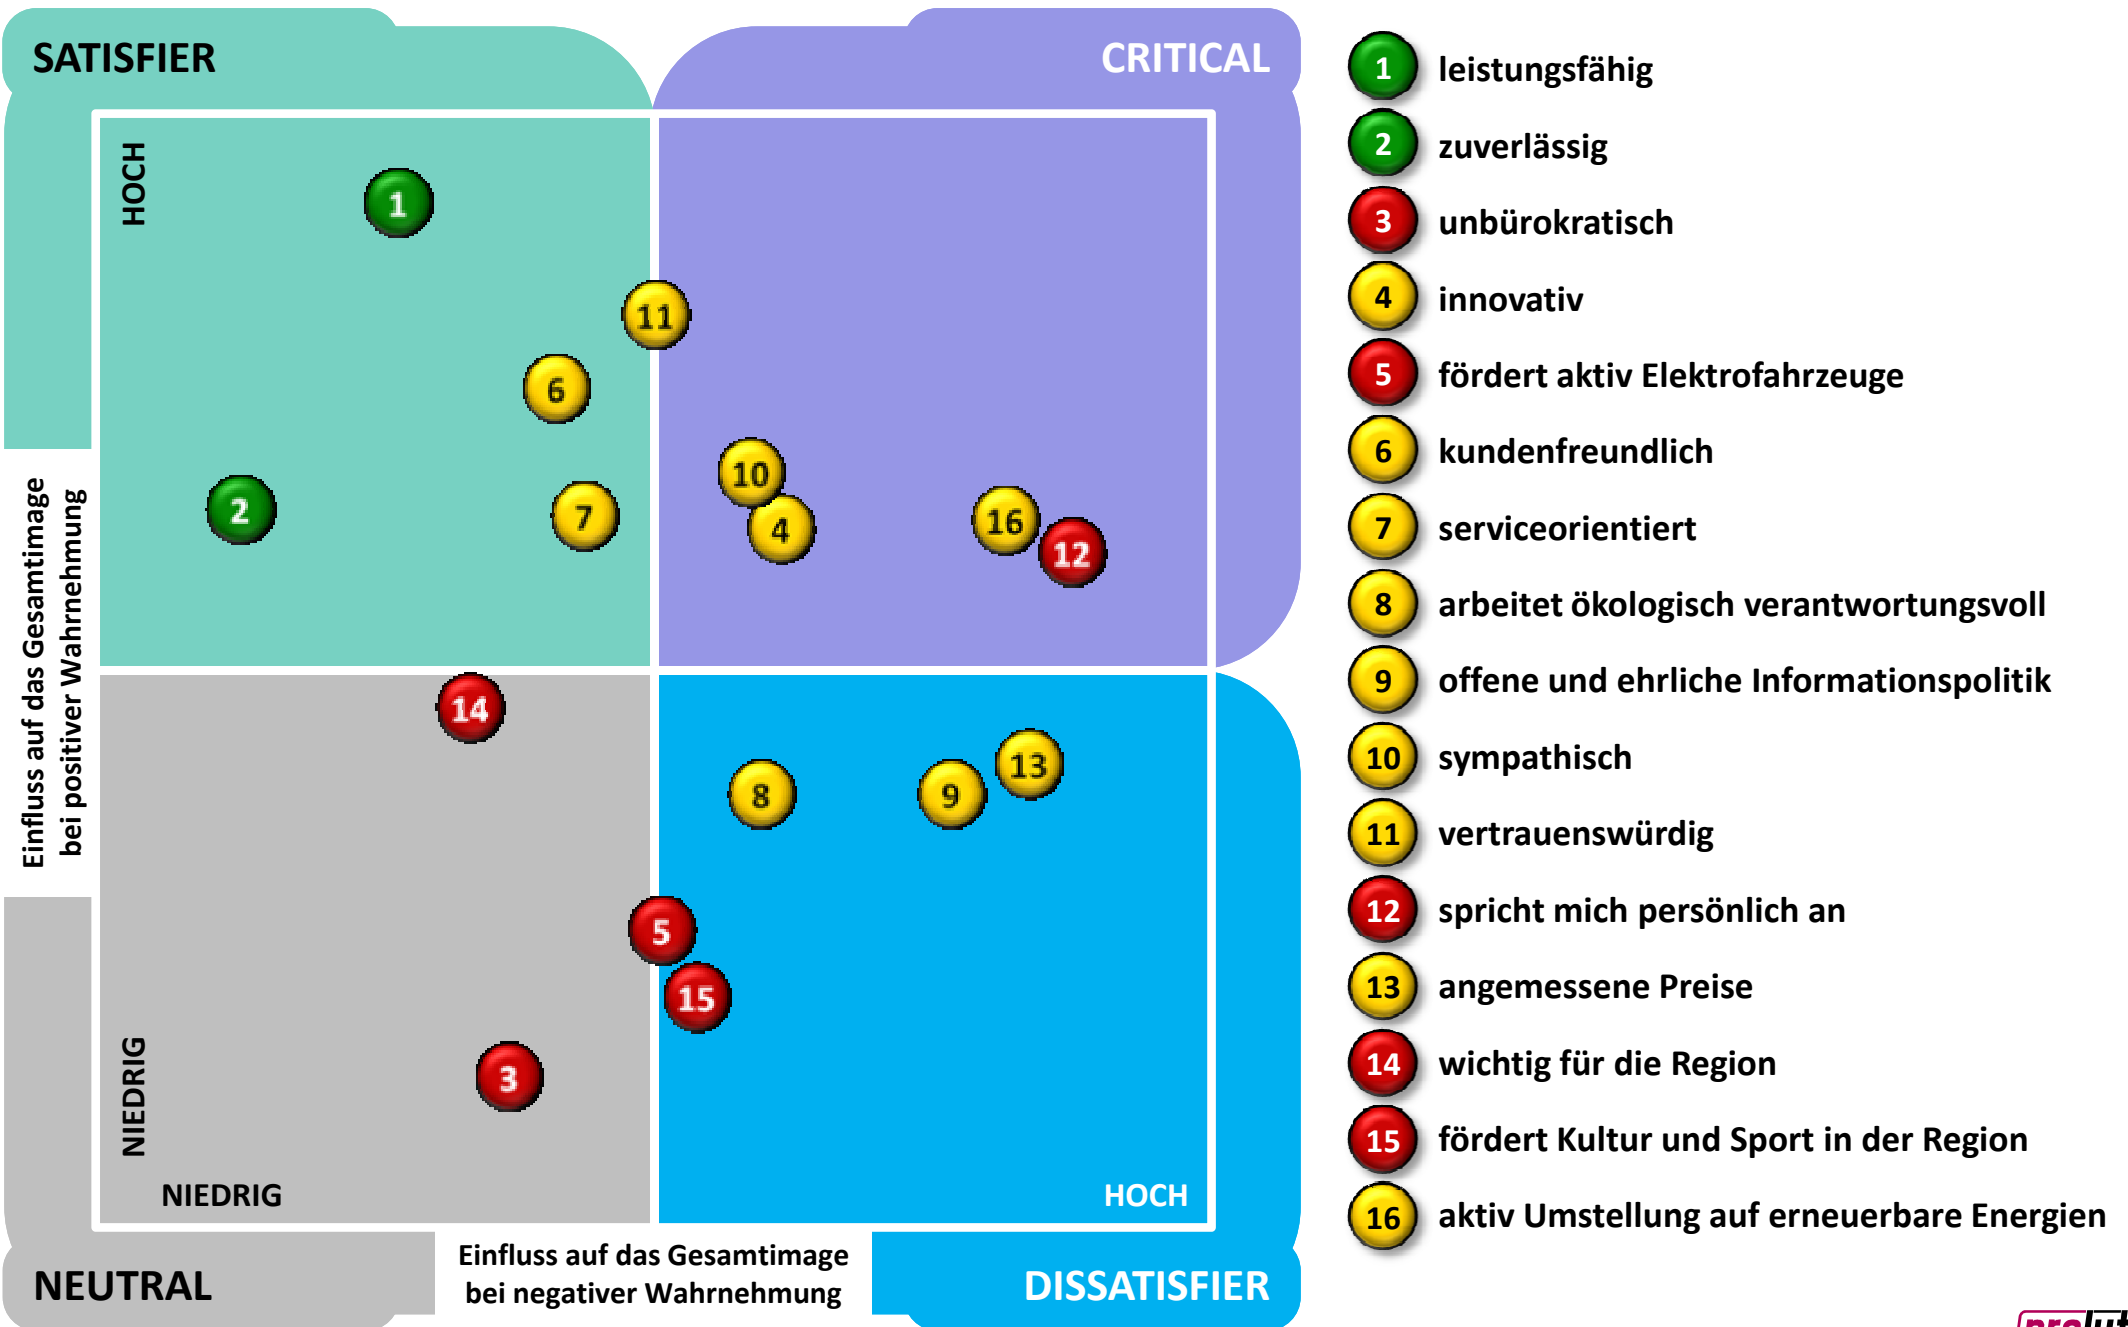 SATISFIER
CRITICAL
HOCH
1
11
6
10
2
7
4
16
12
Einfluss auf das Gesamtimage
bei positiver Wahrnehmung
14
8
9
13
5
15
3
NIEDRIG
NIEDRIG
HOCH
Einfluss auf das Gesamtimage
bei negativer Wahrnehmung
NEUTRAL
DISSATISFIER
1 leistungsfähig
2 zuverlässig
3 unbürokratisch
4 innovativ
5 fördert aktiv Elektrofahrzeuge
6 kundenfreundlich
7 serviceorientiert
8 arbeitet ökologisch verantwortungsvoll
9 offene und ehrliche Informationspolitik
10 sympathisch
11 vertrauenswürdig
12 spricht mich persönlich an
13 angemessene Preise
14 wichtig für die Region
15 fördert Kultur und Sport in der Region
16 aktiv Umstellung auf erneuerbare Energien